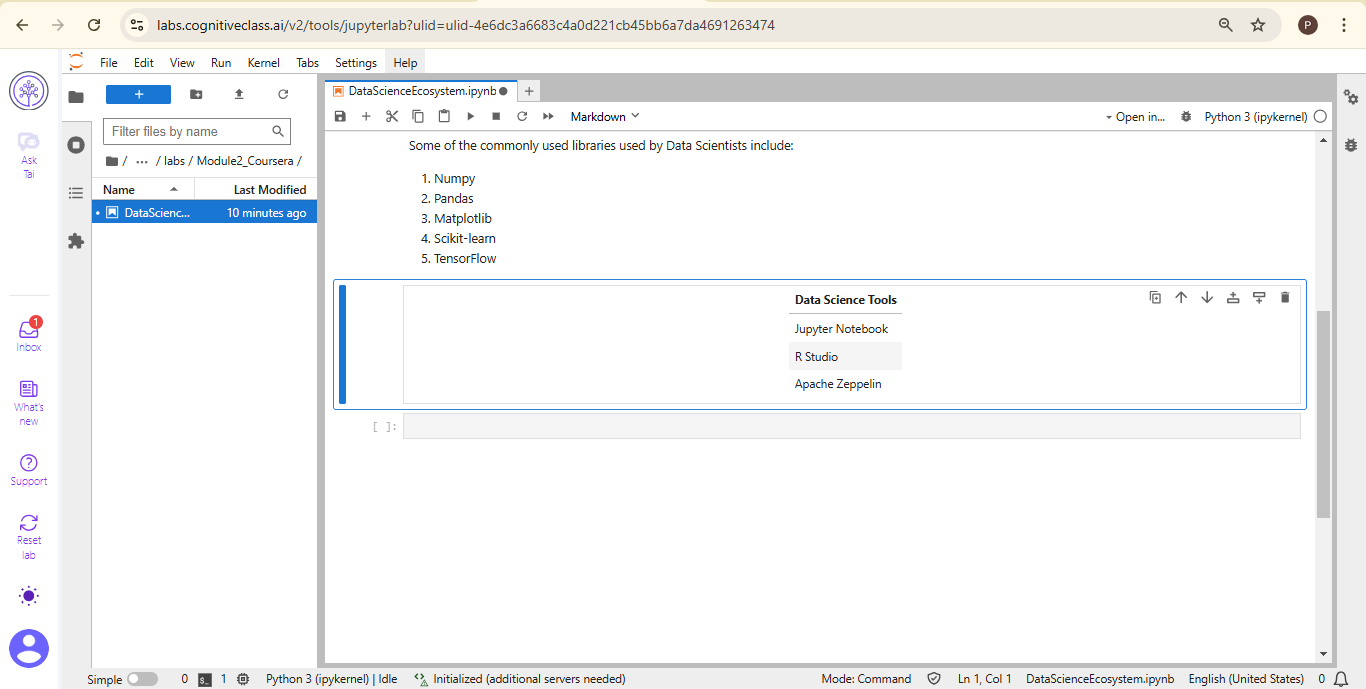 labs.cognitiveclass.ai/v2/tools/jupyterlab?ulid=ulid-4e6dc3a6683c4a0d221cb45bb6a7da4691263474
P
File Edit View Run Kernel Tabs Settings Help
DataScienceEcosystem.ipynb
Markdown
Open in...
Python 3 (ipykernel)
Ask
Tai
Filter files by name
/ ... / labs / Module2_Coursera /
Name Last Modified
DataScienc... 10 minutes ago
1
Inbox
What's
new
Support
Reset
lab
Some of the commonly used libraries used by Data Scientists include:
1. Numpy
2. Pandas
3. Matplotlib
4. Scikit-learn
5. TensorFlow
Data Science Tools
Jupyter Notebook
R Studio
Apache Zeppelin
[ ]:
Simple 0 $_ 1 Python 3 (ipykernel) | Idle Initialized (additional servers needed) Mode: Command Ln 1, Col 1 DataScienceEcosystem.ipynb English (United States) 0